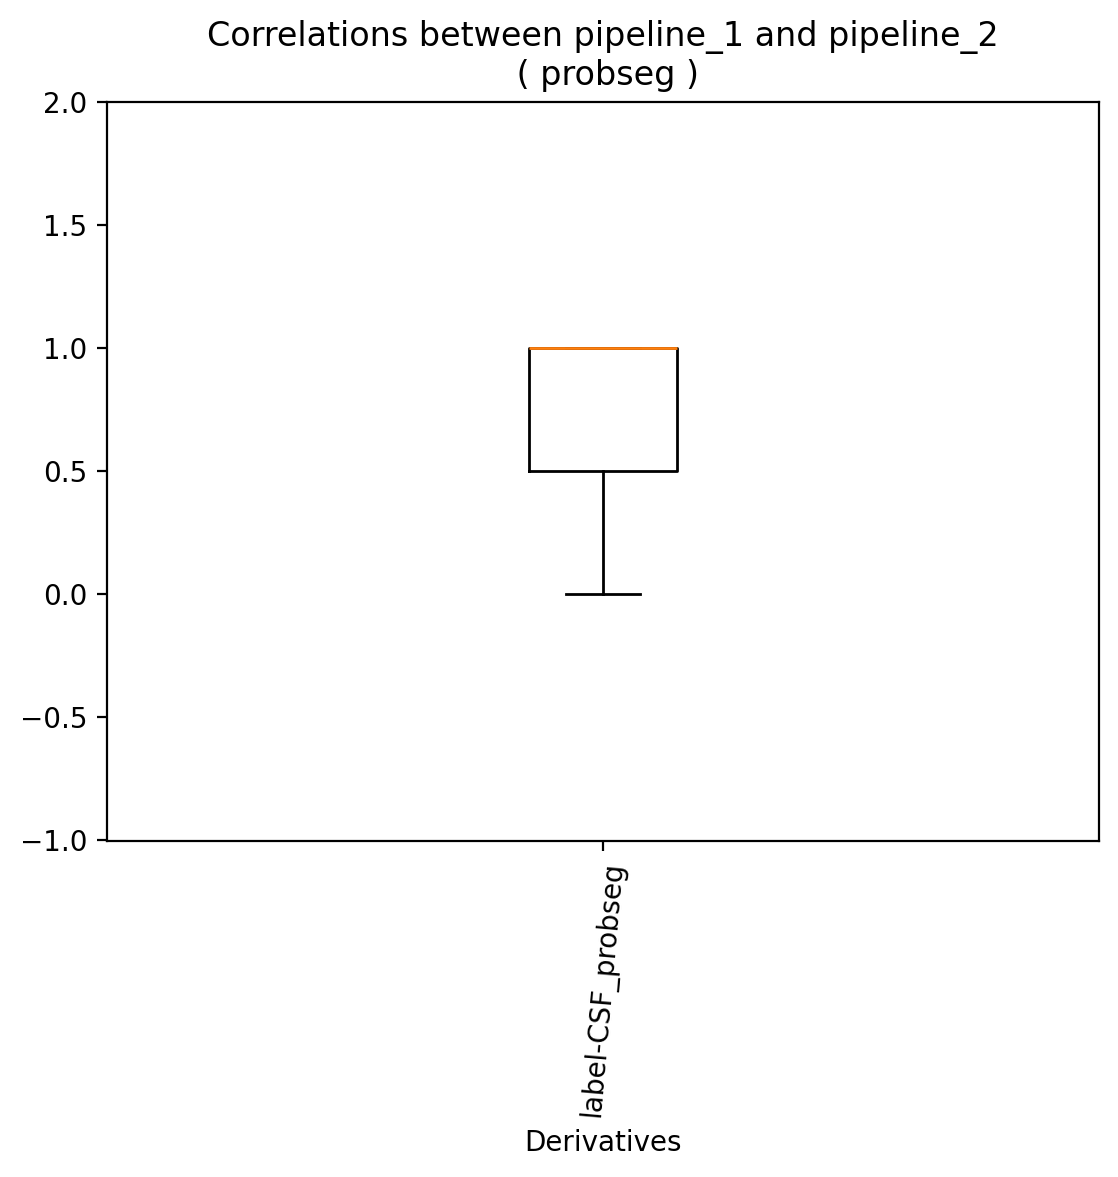 Correlations between pipeline_1 and pipeline_2
( probseg )
2.0
1.5
1.0
0.5
0.0
−0.5
−1.0
label-CSF_probseg
Derivatives